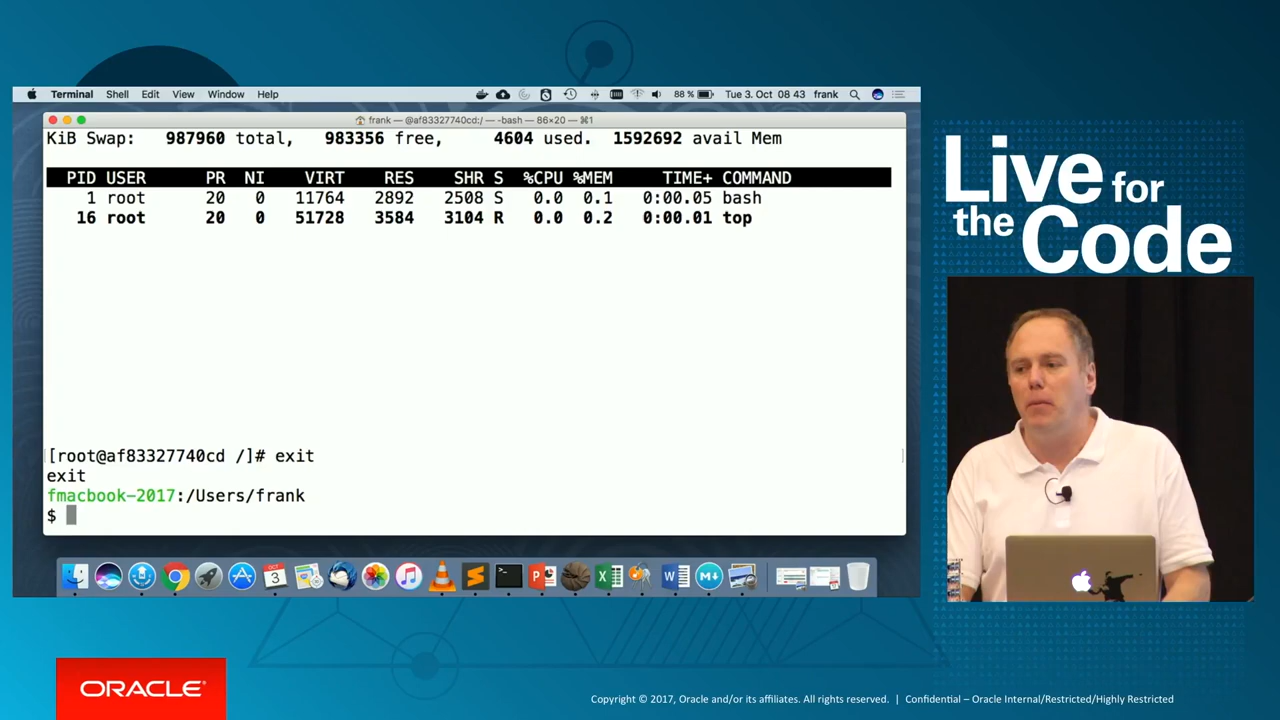 Terminal Shell Edit View Window Help 88 % Tue 3. Oct 08 43 frank
frank — @af83327740cd:/ — -bash — 86×20 — ⌘1
KiB Swap: 987960 total, 983356 free, 4604 used. 1592692 avail Mem
PID USER PR NI VIRT RES SHR S %CPU %MEM TIME+ COMMAND
1 root 20 0 11764 2892 2508 S 0.0 0.1 0:00.05 bash
16 root 20 0 51728 3584 3104 R 0.0 0.2 0:00.01 top
[root@af83327740cd /]# exit
exit
fmacbook-2017:/Users/frank
$
Live for
the Code
OCT
3
ORACLE®
Copyright © 2017, Oracle and/or its affiliates. All rights reserved. | Confidential – Oracle Internal/Restricted/Highly Restricted